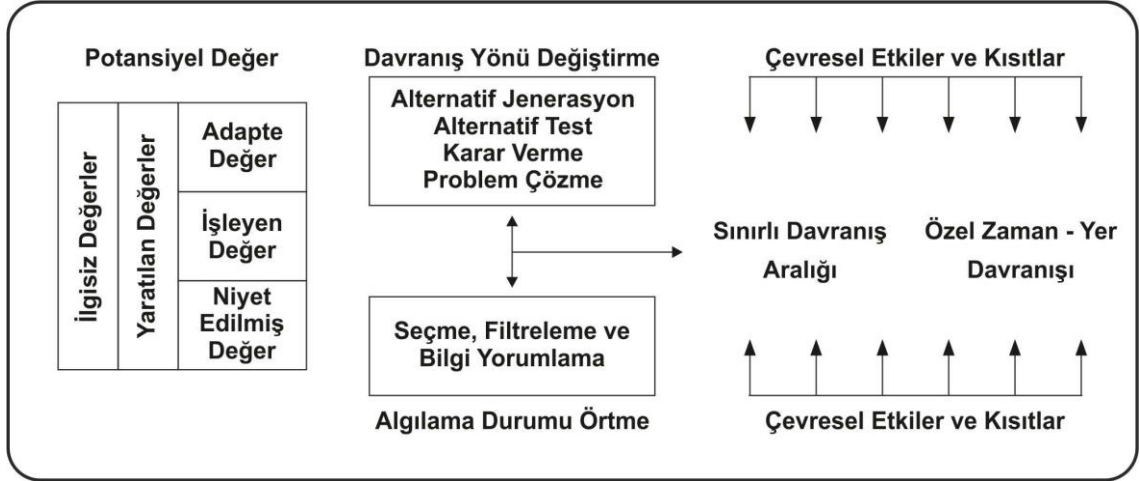 Potansiyel Değer
İlgisiz Değerler
Yaratılan Değerler
Adapte
Değer
İşleyen
Değer
Niyet
Edilmiş
Değer
Davranış Yönü Değiştirme
Alternatif Jenerasyon
Alternatif Test
Karar Verme
Problem Çözme
Seçme, Filtreleme ve
Bilgi Yorumlama
Algılama Durumu Örtme
Çevresel Etkiler ve Kısıtlar
Sınırlı Davranış
Aralığı
Özel Zaman - Yer
Davranışı
Çevresel Etkiler ve Kısıtlar